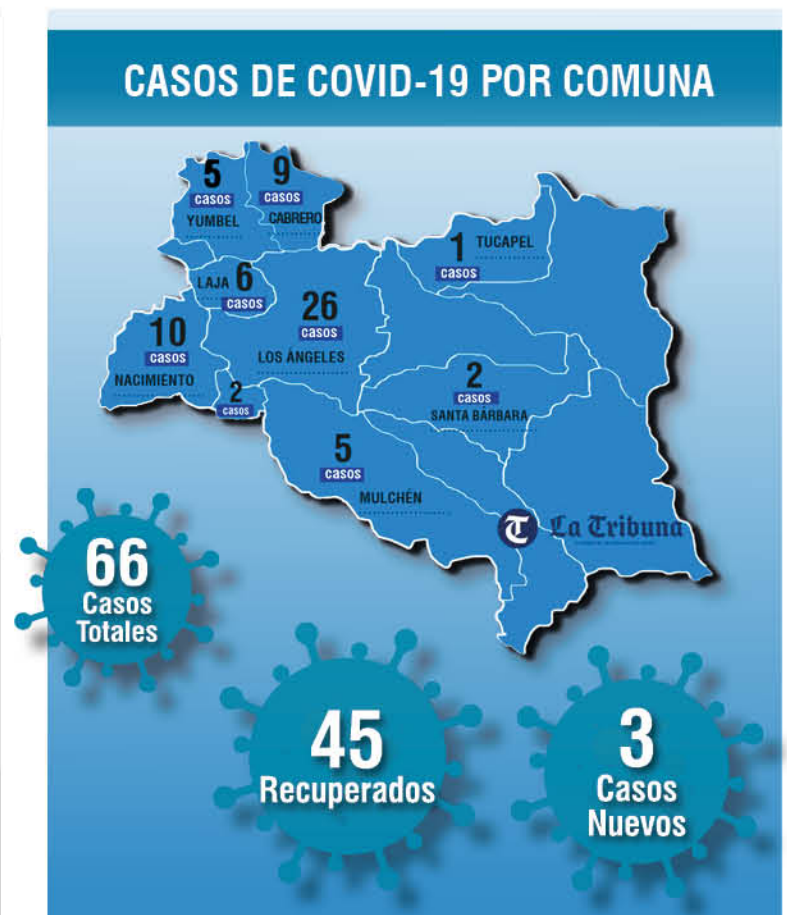 CASOS DE COVID-19 POR COMUNA
5
casos
YUMBEL
9
casos
CABRERO
1
casos
TUCAPEL
LAJA 6
casos
26
casos
LOS ÁNGELES
10
casos
NACIMIENTO
2
casos
2
casos
SANTA BÁRBARA
5
casos
MULCHÉN
T La Tribuna
66
Casos
Totales
45
Recuperados
3
Casos
Nuevos